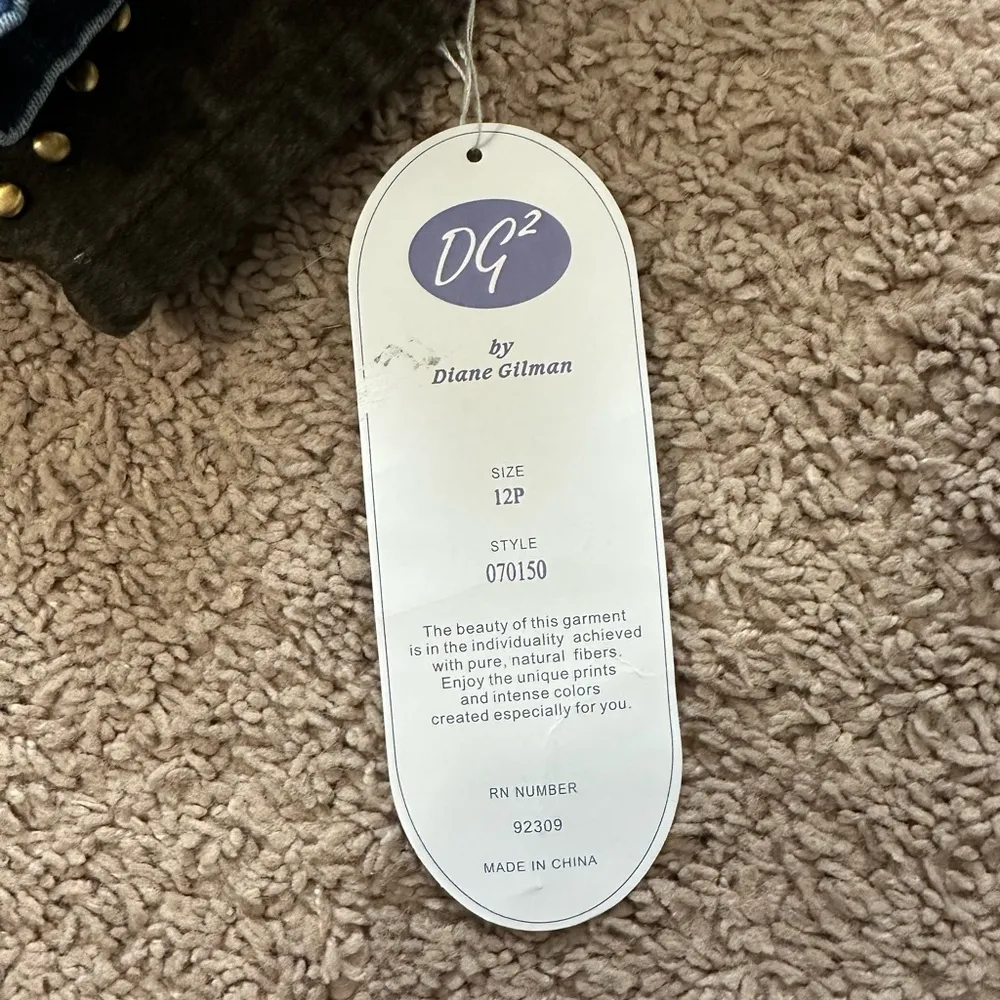 DG²
by
Diane Gilman
SIZE
12P
STYLE
070150
The beauty of this garment
is in the individuality achieved
with pure, natural fibers.
Enjoy the unique prints
and intense colors
created especially for you.
RN NUMBER
92309
MADE IN CHINA